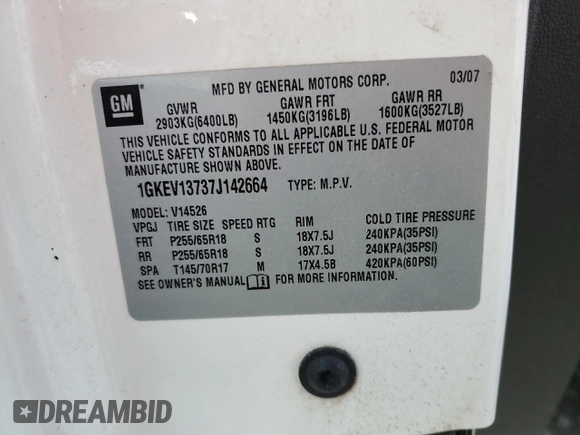 MFD BY GENERAL MOTORS CORP. 03/07
GM
GVWR GAWR FRT GAWR RR
2903KG(6400LB) 1450KG(3196LB) 1600KG(3527LB)
THIS VEHICLE CONFORMS TO ALL APPLICABLE U.S. FEDERAL MOTOR
VEHICLE SAFETY STANDARDS IN EFFECT ON THE DATE OF
MANUFACTURE SHOWN ABOVE.
1GKEV13737J142664 TYPE: M.P.V.
MODEL: V14526
VPGJ TIRE SIZE SPEED RTG RIM COLD TIRE PRESSURE
FRT P255/65R18 S 18X7.5J 240KPA(35PSI)
RR P255/65R18 S 18X7.5J 240KPA(35PSI)
SPA T145/70R17 M 17X4.5B 420KPA(60PSI)
SEE OWNER'S MANUAL FOR MORE INFORMATION.
DREAMBID